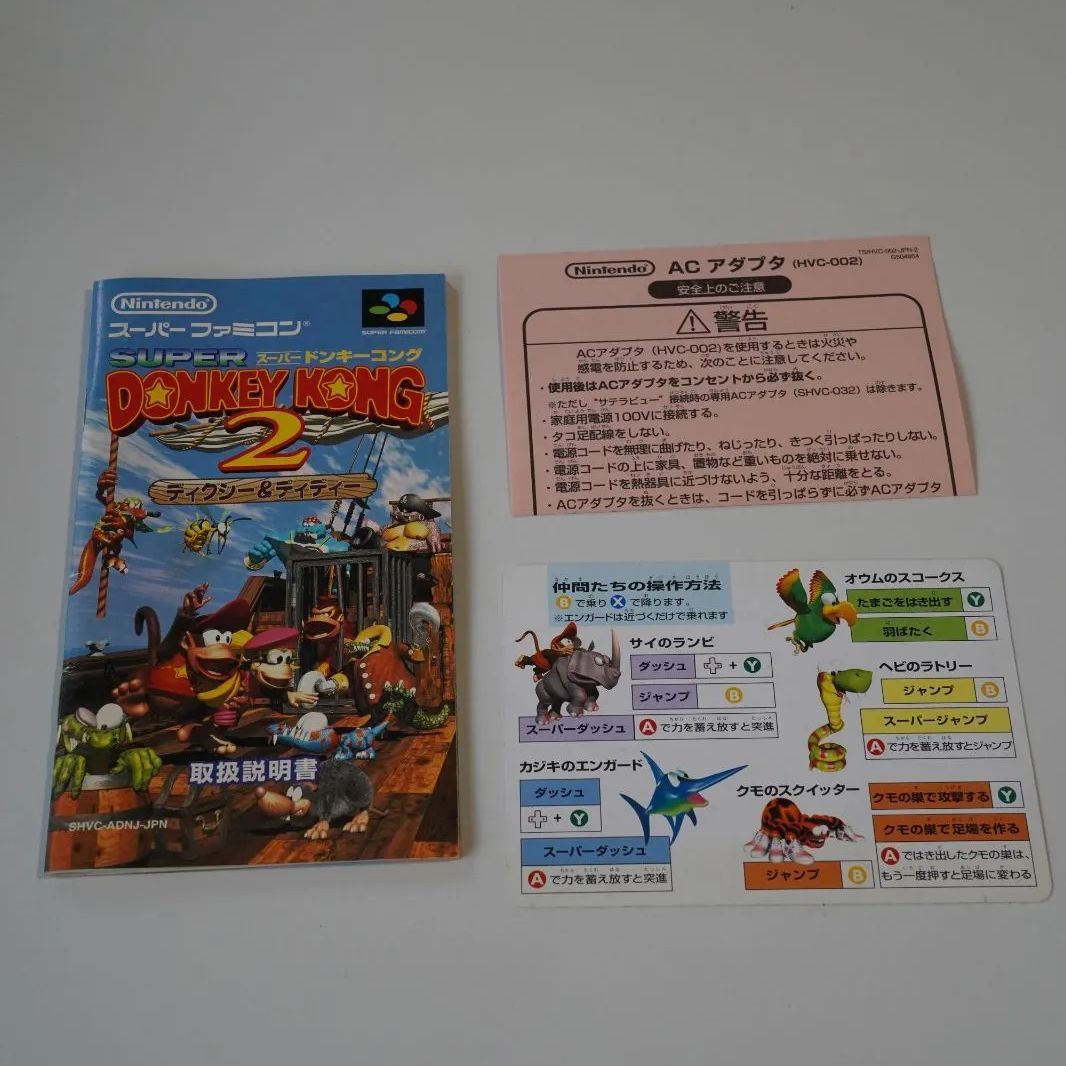 Nintendo
スーパーファミコン®
SUPER FAMICOM
SUPER スーパードンキーコング
DONKEY KONG
2
ディクシー&ディディー
取扱説明書
SHVC-ADNJ-JPN
Nintendo ACアダプタ (HVC-002)
安全上のご注意
警告
ACアダプタ(HVC-002)を使用するときは火災や
感電を防止するため、次のことに注意してください。
・使用後はACアダプタをコンセントから必ず抜く。
※ただし"サテラビュー"接続時の専用ACアダプタ(SHVC-032)は除きます。
・家庭用電源100Vに接続する。
・タコ足配線をしない。
・電源コードを無理に曲げたり、ねじったり、きつく引っぱったりしない。
・電源コードの上に家具、置物など重いものを絶対に乗せない。
・電源コードを熱器具に近づけないよう、十分な距離をとる。
・ACアダプタを抜くときは、コードを引っぱらずに必ずACアダプタ
仲間たちの操作方法
Bで乗りXで降ります。
※エンガードは近づくだけで乗れます
サイのランビ
ダッシュ + Y
ジャンプ B
スーパーダッシュ Aで力を蓄え放すと突進
オウムのスコークス
たまごをはき出す Y
羽ばたく B
ヘビのラトリー
ジャンプ B
スーパージャンプ
Aで力を蓄え放すとジャンプ
カジキのエンガード
ダッシュ
+ Y
スーパーダッシュ
Aで力を蓄え放すと突進
クモのスクイッター
ジャンプ B
クモの巣で攻撃する Y
クモの巣で足場を作る
Aではき出したクモの巣は、
もう一度押すと足場に変わる